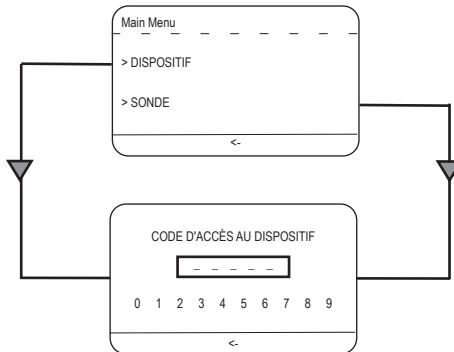 Main Menu
> DISPOSITIF
> SONDE
<-
CODE D'ACCÈS AU DISPOSITIF
_ _ _ _ _
0 1 2 3 4 5 6 7 8 9
<-